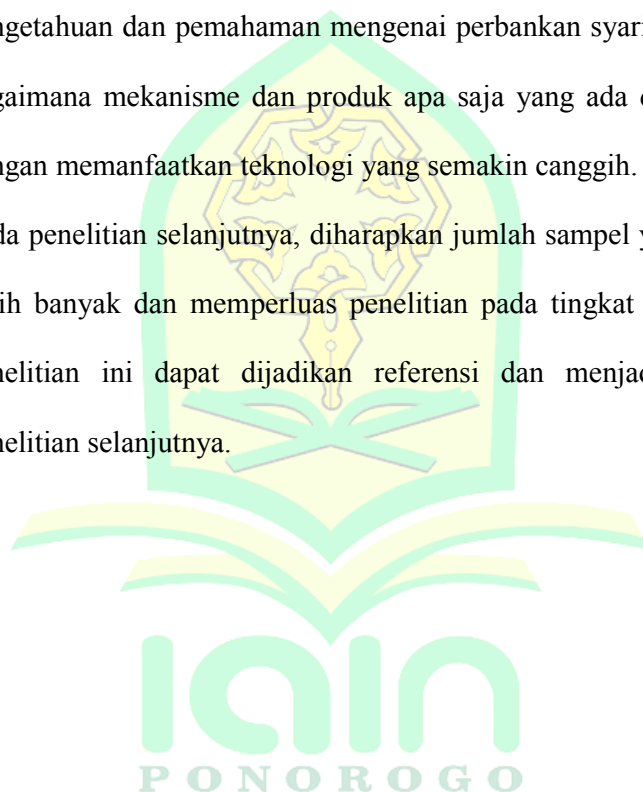 ngetahuan dan pemahaman mengenai perbankan syari
gaimana mekanisme dan produk apa saja yang ada
ngan memanfaatkan teknologi yang semakin canggih.
da penelitian selanjutnya, diharapkan jumlah sampel
ih banyak dan memperluas penelitian pada tingkat
nelitian ini dapat dijadikan referensi dan menja
nelitian selanjutnya.
iain
PONOROGO